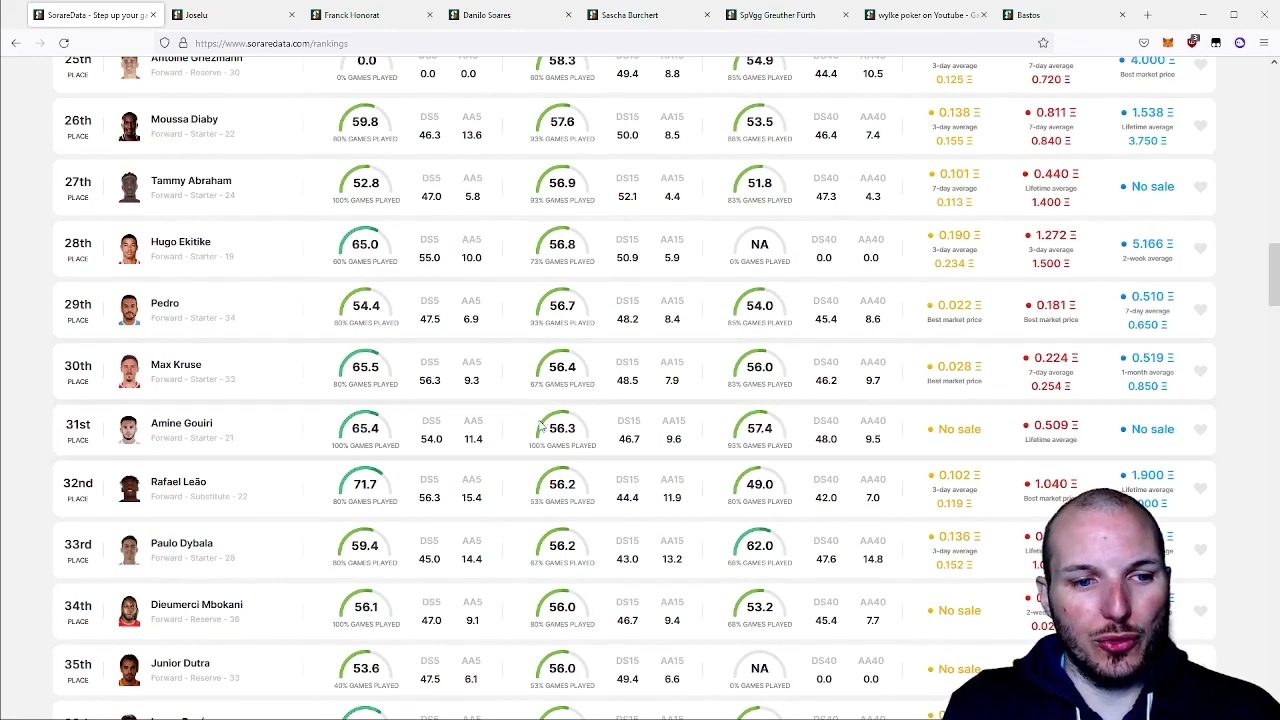 SorareData - Step up your ga
Joselu
Franck Honorat
Danilo Soares
Sascha Burchert
SpVgg Greuther Fürth
wylke poker on Youtube - Go
Bastos
https://www.soraredata.com/rankings
25th PLACE Antoine Griezmann Forward - Reserve - 30 0.0 0% GAMES PLAYED DS5 0.0 AA5 0.0 58.3 60% GAMES PLAYED DS15 49.4 AA15 8.8 54.9 85% GAMES PLAYED DS40 44.4 AA40 10.5 3-day average 0.125 Ξ 7-day average 0.720 Ξ 4.000 Ξ Best market price
26th PLACE Moussa Diaby Forward - Starter - 22 59.8 80% GAMES PLAYED DS5 46.3 AA5 13.6 57.6 93% GAMES PLAYED DS15 50.0 AA15 8.5 53.5 88% GAMES PLAYED DS40 46.4 AA40 7.4 0.138 Ξ 3-day average 0.155 Ξ 0.811 Ξ 7-day average 0.840 Ξ 1.538 Ξ Lifetime average 3.750 Ξ
27th PLACE Tammy Abraham Forward - Starter - 24 52.8 100% GAMES PLAYED DS5 47.0 AA5 5.8 56.9 93% GAMES PLAYED DS15 52.1 AA15 4.4 51.8 83% GAMES PLAYED DS40 47.3 AA40 4.3 0.101 Ξ 7-day average 0.113 Ξ 0.440 Ξ Lifetime average 1.400 Ξ No sale
28th PLACE Hugo Ekitike Forward - Starter - 19 65.0 60% GAMES PLAYED DS5 AA5 56.8 73% GAMES PLAYED DS15 50.9 AA15 5.9 NA 0% GAMES PLAYED DS40 0.0 AA40 0.0 0.190 Ξ 3-day average 0.234 Ξ 1.272 Ξ 3-day average 1.500 Ξ 5.166 Ξ 2-week average
29th PLACE Pedro Forward - Starter - 34 54.4 80% GAMES PLAYED DS5 47.5 AA5 6.9 56.7 93% GAMES PLAYED DS15 48.2 AA15 8.4 54.0 85% GAMES PLAYED DS40 45.4 AA40 8.6 0.022 Ξ Best market price 0.181 Ξ Best market price 0.510 Ξ 7-day average 0.650 Ξ
30th PLACE Max Kruse Forward - Starter - 33 65.5 80% GAMES PLAYED DS5 56.3 AA5 9.3 56.4 67% GAMES PLAYED DS15 48.5 AA15 7.9 56.0 83% GAMES PLAYED DS40 46.2 AA40 9.7 0.028 Ξ Best market price 0.224 Ξ 7-day average 0.254 Ξ 0.519 Ξ 1-month average 0.850 Ξ
31st PLACE Amine Gouiri Forward - Starter - 21 65.4 100% GAMES PLAYED DS5 AA5 11.4 56.3 100% GAMES PLAYED DS15 46.7 AA15 9.6 57.4 93% GAMES PLAYED DS40 48.0 AA40 9.5 No sale 0.509 Ξ Lifetime average No sale
32nd PLACE Rafael Leão Forward - Substitute - 22 71.7 80% GAMES PLAYED DS5 AA5 56.2 53% GAMES PLAYED DS15 44.4 AA15 11.9 49.0 80% GAMES PLAYED DS40 42.0 AA40 7.0 0.102 Ξ 3-day average 0.119 Ξ 1.040 Ξ Best market 1.900 Ξ Lifetime average
33rd PLACE Paulo Dybala Forward - Starter - 28 59.4 80% GAMES PLAYED DS5 45.0 AA5 56.2 67% GAMES PLAYED DS15 43.0 AA15 13.2 62.0 68% GAMES PLAYED DS40 47.6 AA40 14.8 0.136 Ξ 3-day average 0.152 Ξ
34th PLACE Dieumerci Mbokani Forward - Reserve - 36 56.1 100% GAMES PLAYED DS5 47.0 AA5 9.1 56.0 80% GAMES PLAYED DS15 46.7 AA15 9.4 53.2 68% GAMES PLAYED DS40 45.4 AA40 7.7 No sale
35th PLACE Junior Dutra Forward - Reserve - 33 53.6 40% GAMES PLAYED DS5 47.5 AA5 6.1 56.0 53% GAMES PLAYED DS15 49.4 AA15 6.6 NA 0% GAMES PLAYED DS40 0.0 AA40 0.0 No sale